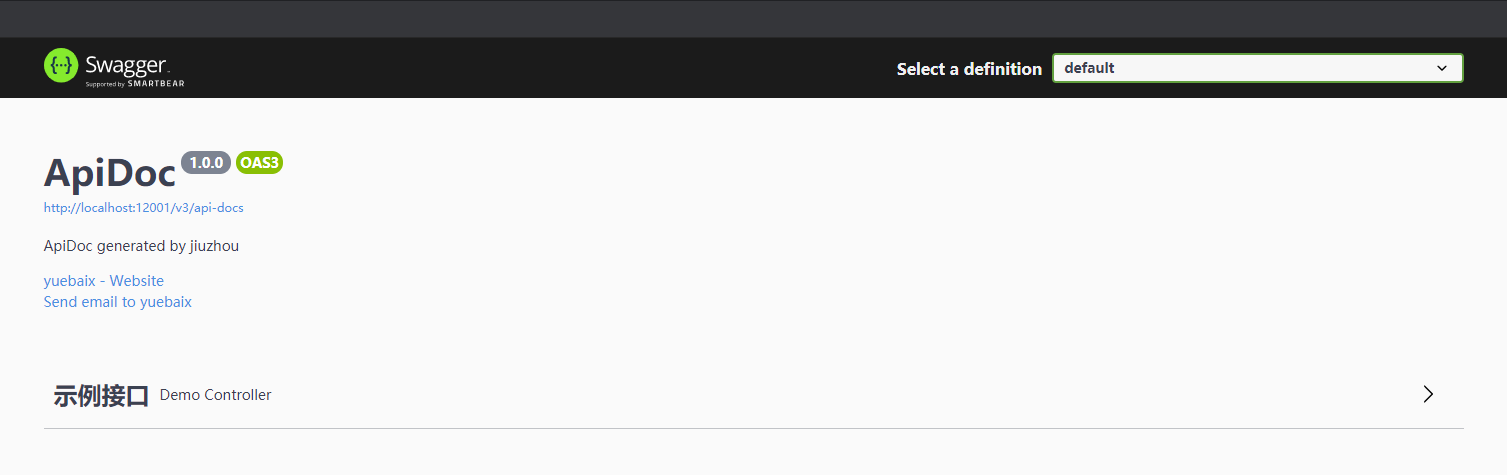 Swagger
Supported by SMARTBEAR
Select a definition
default
ApiDoc 1.0.0 OAS3
http://localhost:12001/v3/api-docs
ApiDoc generated by jiuzhou
yuebaix - Website
Send email to yuebaix
示例接口 Demo Controller